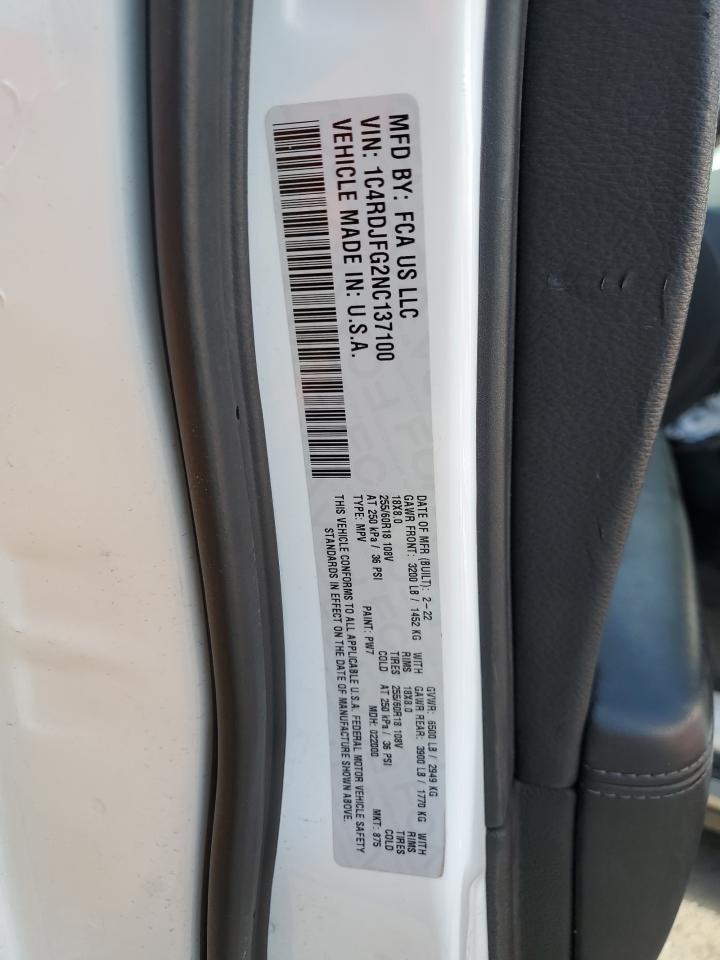 MFD BY: FCA US LLC
VIN: 1C4RDJFG2NC137100
VEHICLE MADE IN: U.S.A.
DATE OF MFR (BUILT): 2-22 GVWR: 6500 LB / 2949 KG
GAWR FRONT: 3200 LB / 1452 KG WITH GAWR REAR: 3900 LB / 1770 KG WITH
18X8.0 RIMS 18X8.0 RIMS
255/60R18 108V TIRES 255/60R18 108V TIRES
AT 250 kPa / 36 PSI COLD AT 250 kPa / 36 PSI COLD
TYPE: MPV PAINT: PW7 MDH: 022000 MKT: 875
THIS VEHICLE CONFORMS TO ALL APPLICABLE U.S.A. FEDERAL MOTOR VEHICLE SAFETY
STANDARDS IN EFFECT ON THE DATE OF MANUFACTURE SHOWN ABOVE.